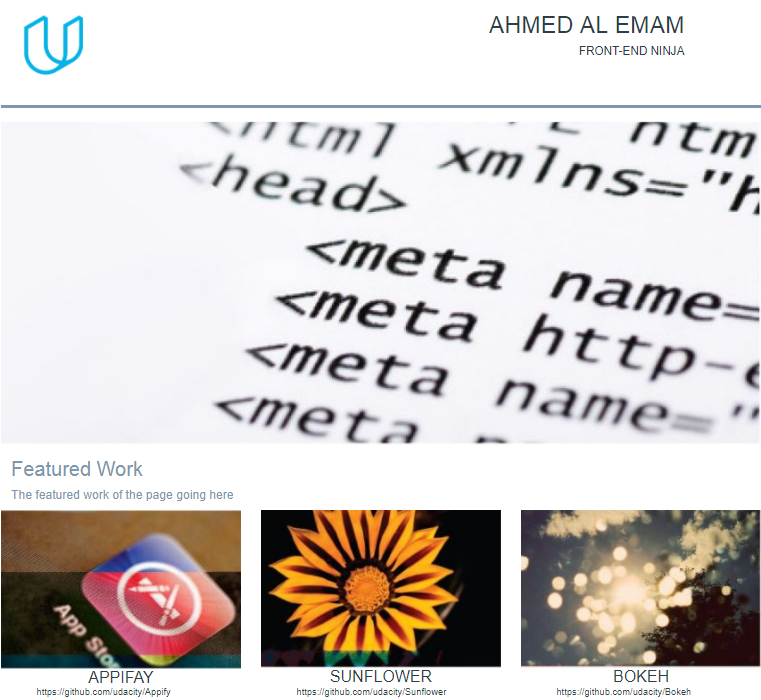 AHMED AL EMAM
FRONT-END NINJA
<html
xmlns="h
<head>
<meta name=
<meta http-e
<meta name="
<meta
Featured Work
The featured work of the page going here
App Sto
APPIFAY
SUNFLOWER
BOKEH
https://github.com/udacity/Appify
https://github.com/udacity/Sunflower
https://github.com/udacity/Bokeh